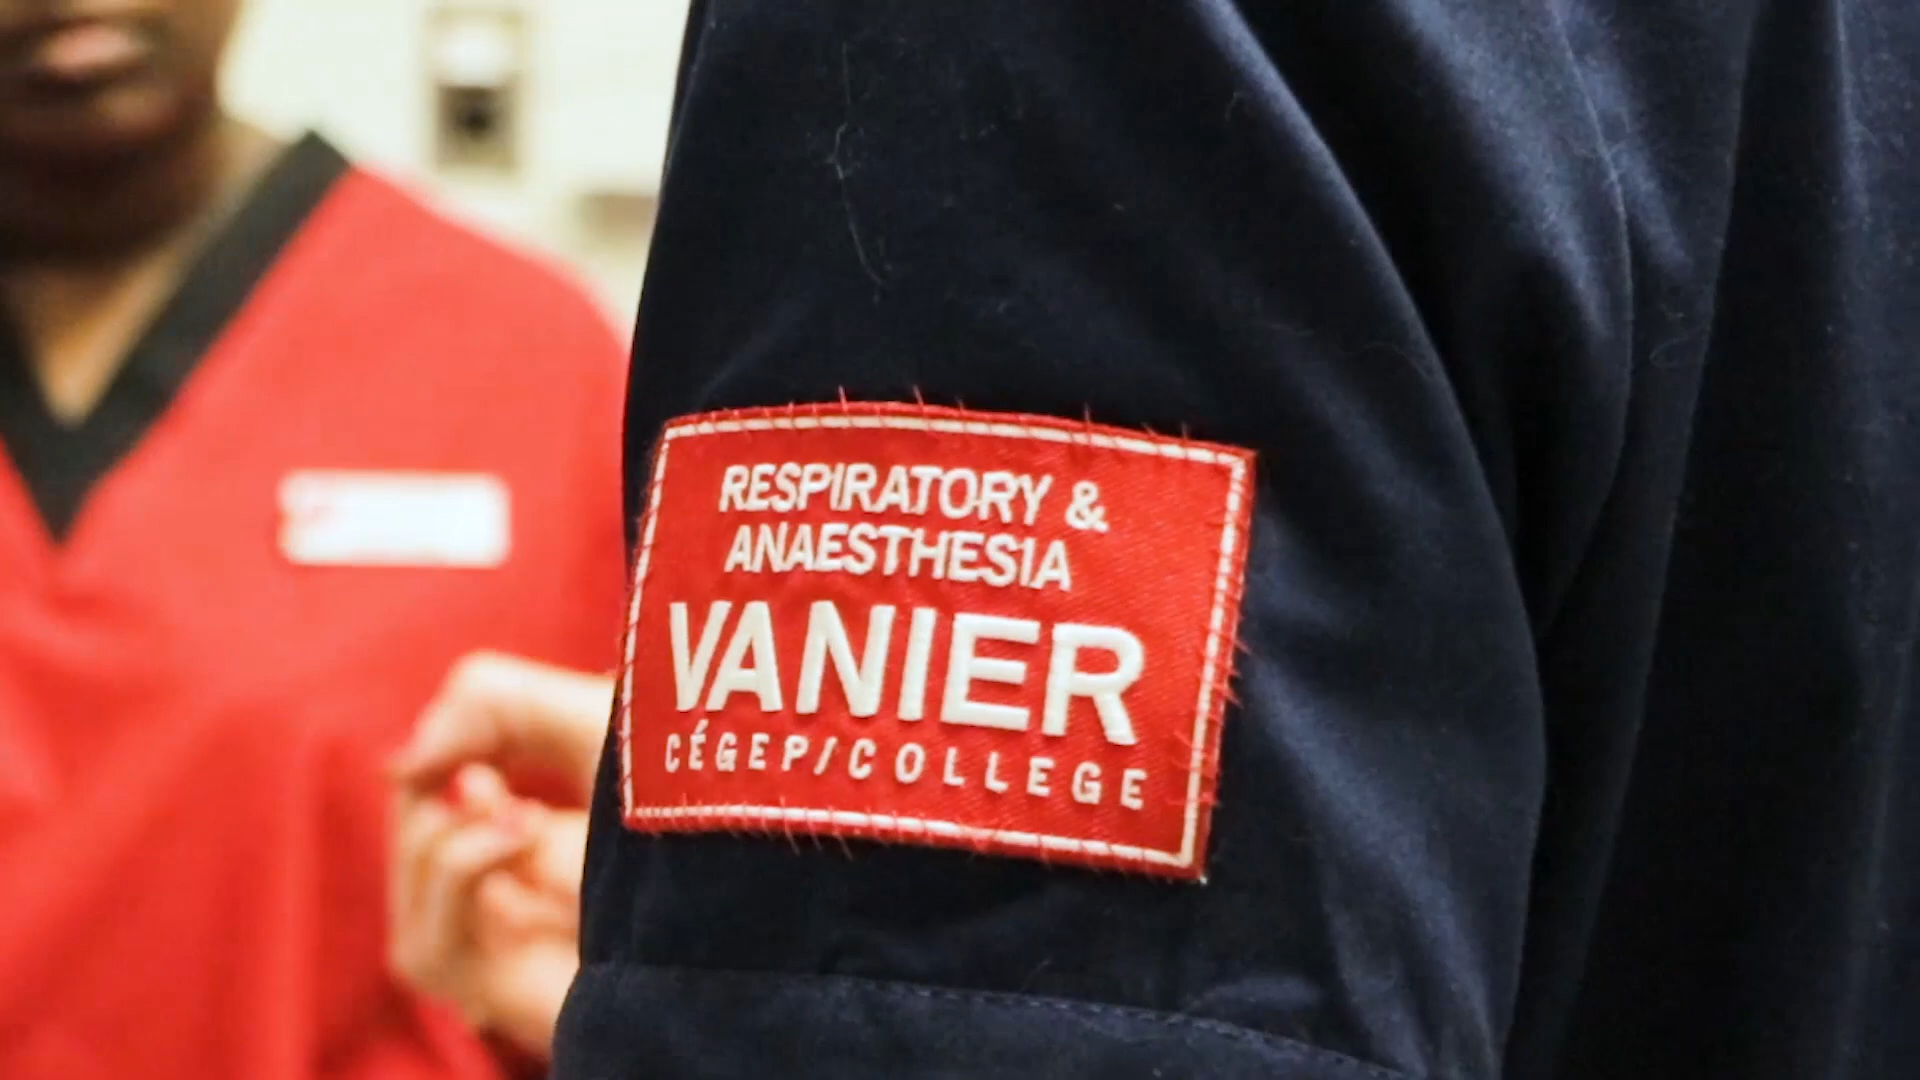 RESPIRATORY &
ANAESTHESIA
VANIER
CÉGEP/COLLEGE